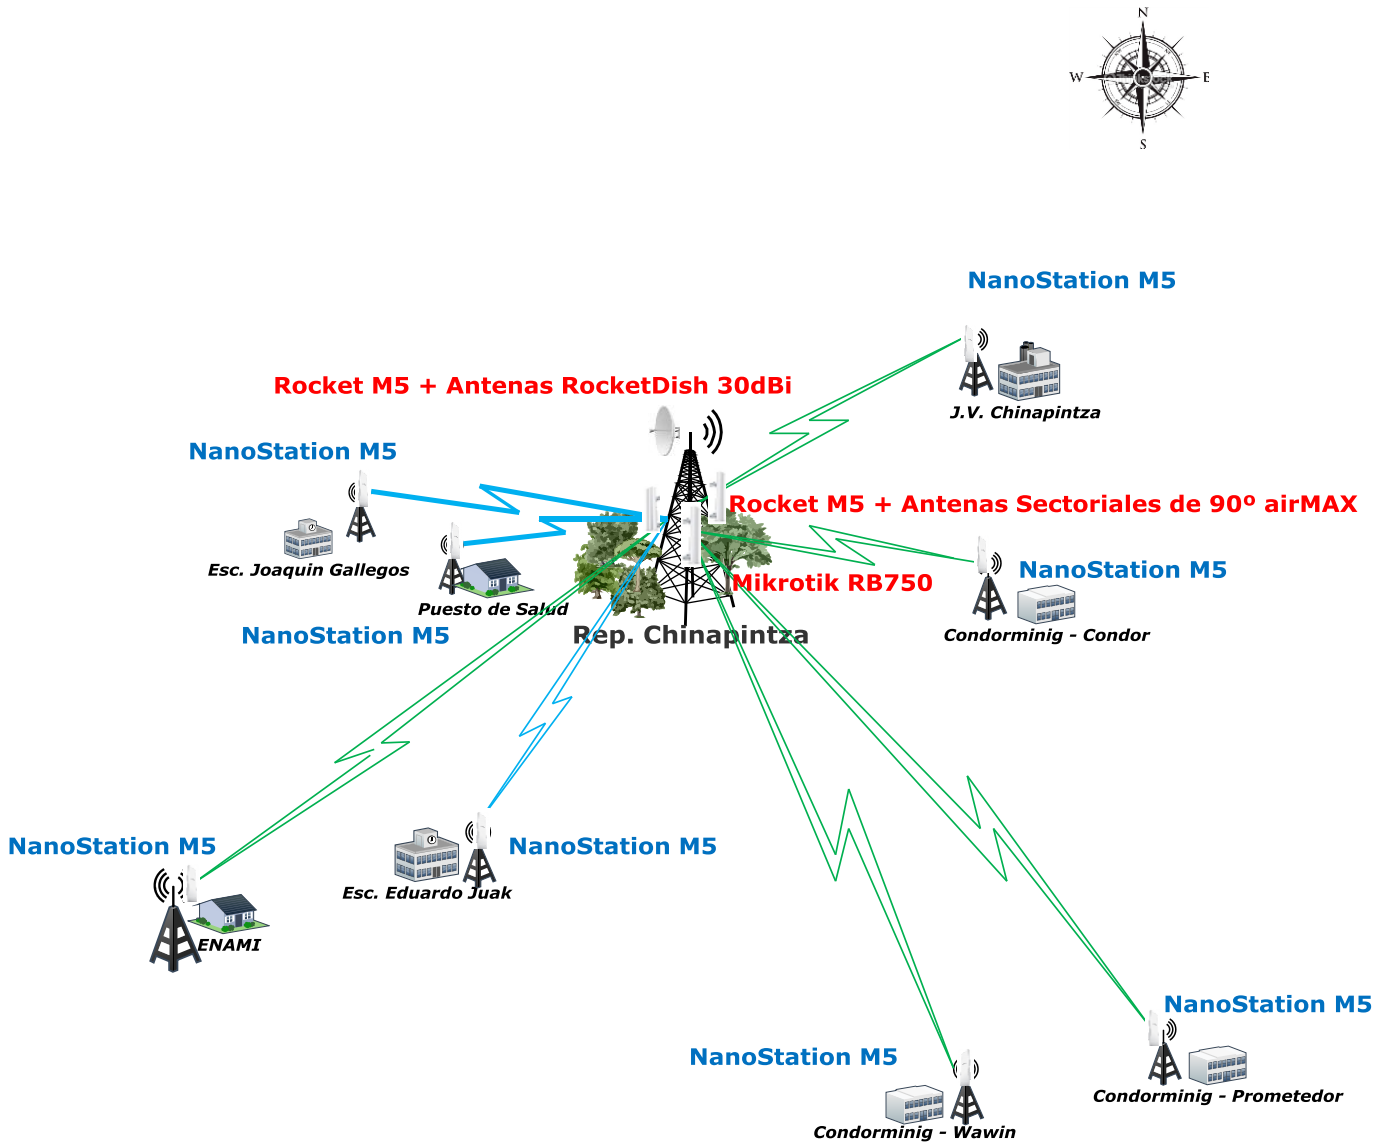 N
W
E
S
NanoStation M5
J.V. Chinapintza
Rocket M5 + Antenas RocketDish 30dBi
NanoStation M5
Rocket M5 + Antenas Sectoriales de 90º airMAX
Esc. Joaquin Gallegos
NanoStation M5
Mikrotik RB750
Puesto de Salud
NanoStation M5
Rep. Chinapintza
Condorminig - Condor
NanoStation M5
NanoStation M5
Esc. Eduardo Juak
ENAMI
NanoStation M5
Condorminig - Prometedor
NanoStation M5
Condorminig - Wawin